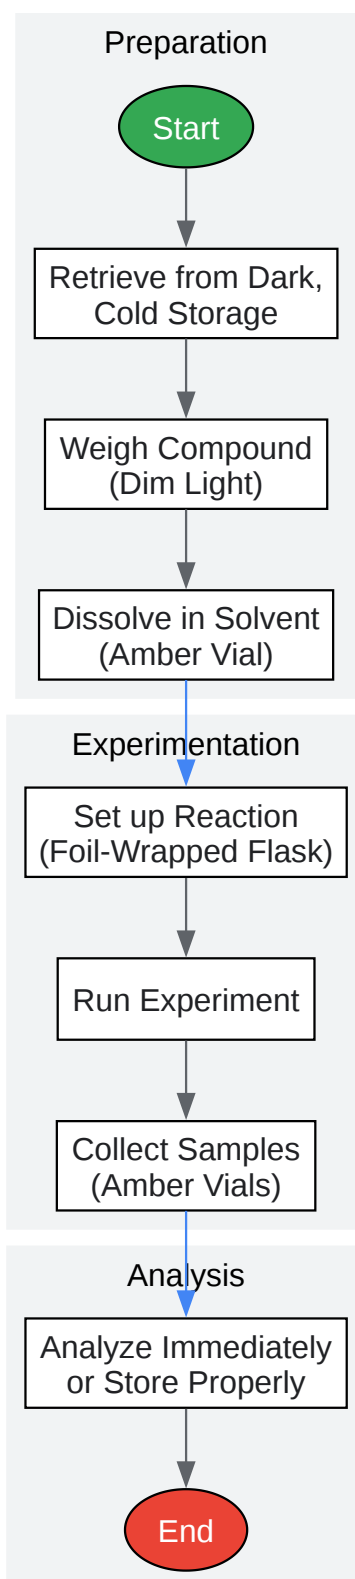 Preparation
Start
Retrieve from Dark,
Cold Storage
Weigh Compound
(Dim Light)
Dissolve in Solvent
(Amber Vial)
Experimentation
Set up Reaction
(Foil-Wrapped Flask)
Run Experiment
Collect Samples
(Amber Vials)
Analysis
Analyze Immediately
or Store Properly
End